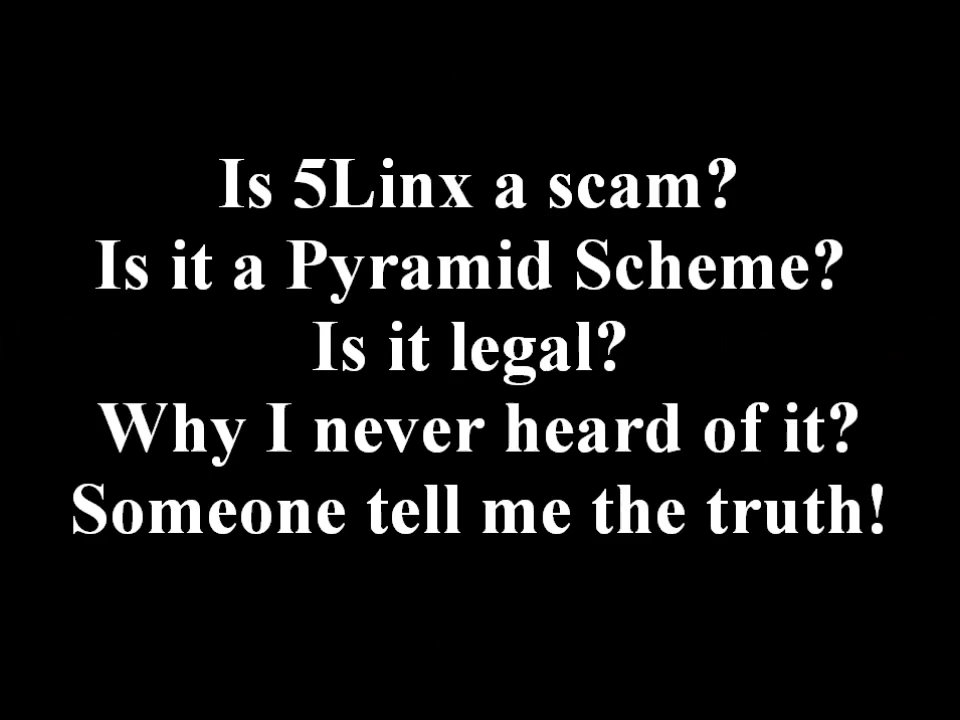 Is 5Linx a scam?
Is it a Pyramid Scheme?
Is it legal?
Why I never heard of it?
Someone tell me the truth!